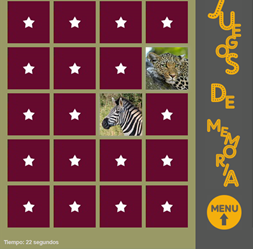 JUEGOS
DE
MEMORIA
MENU
Tiempo: 22 segundos